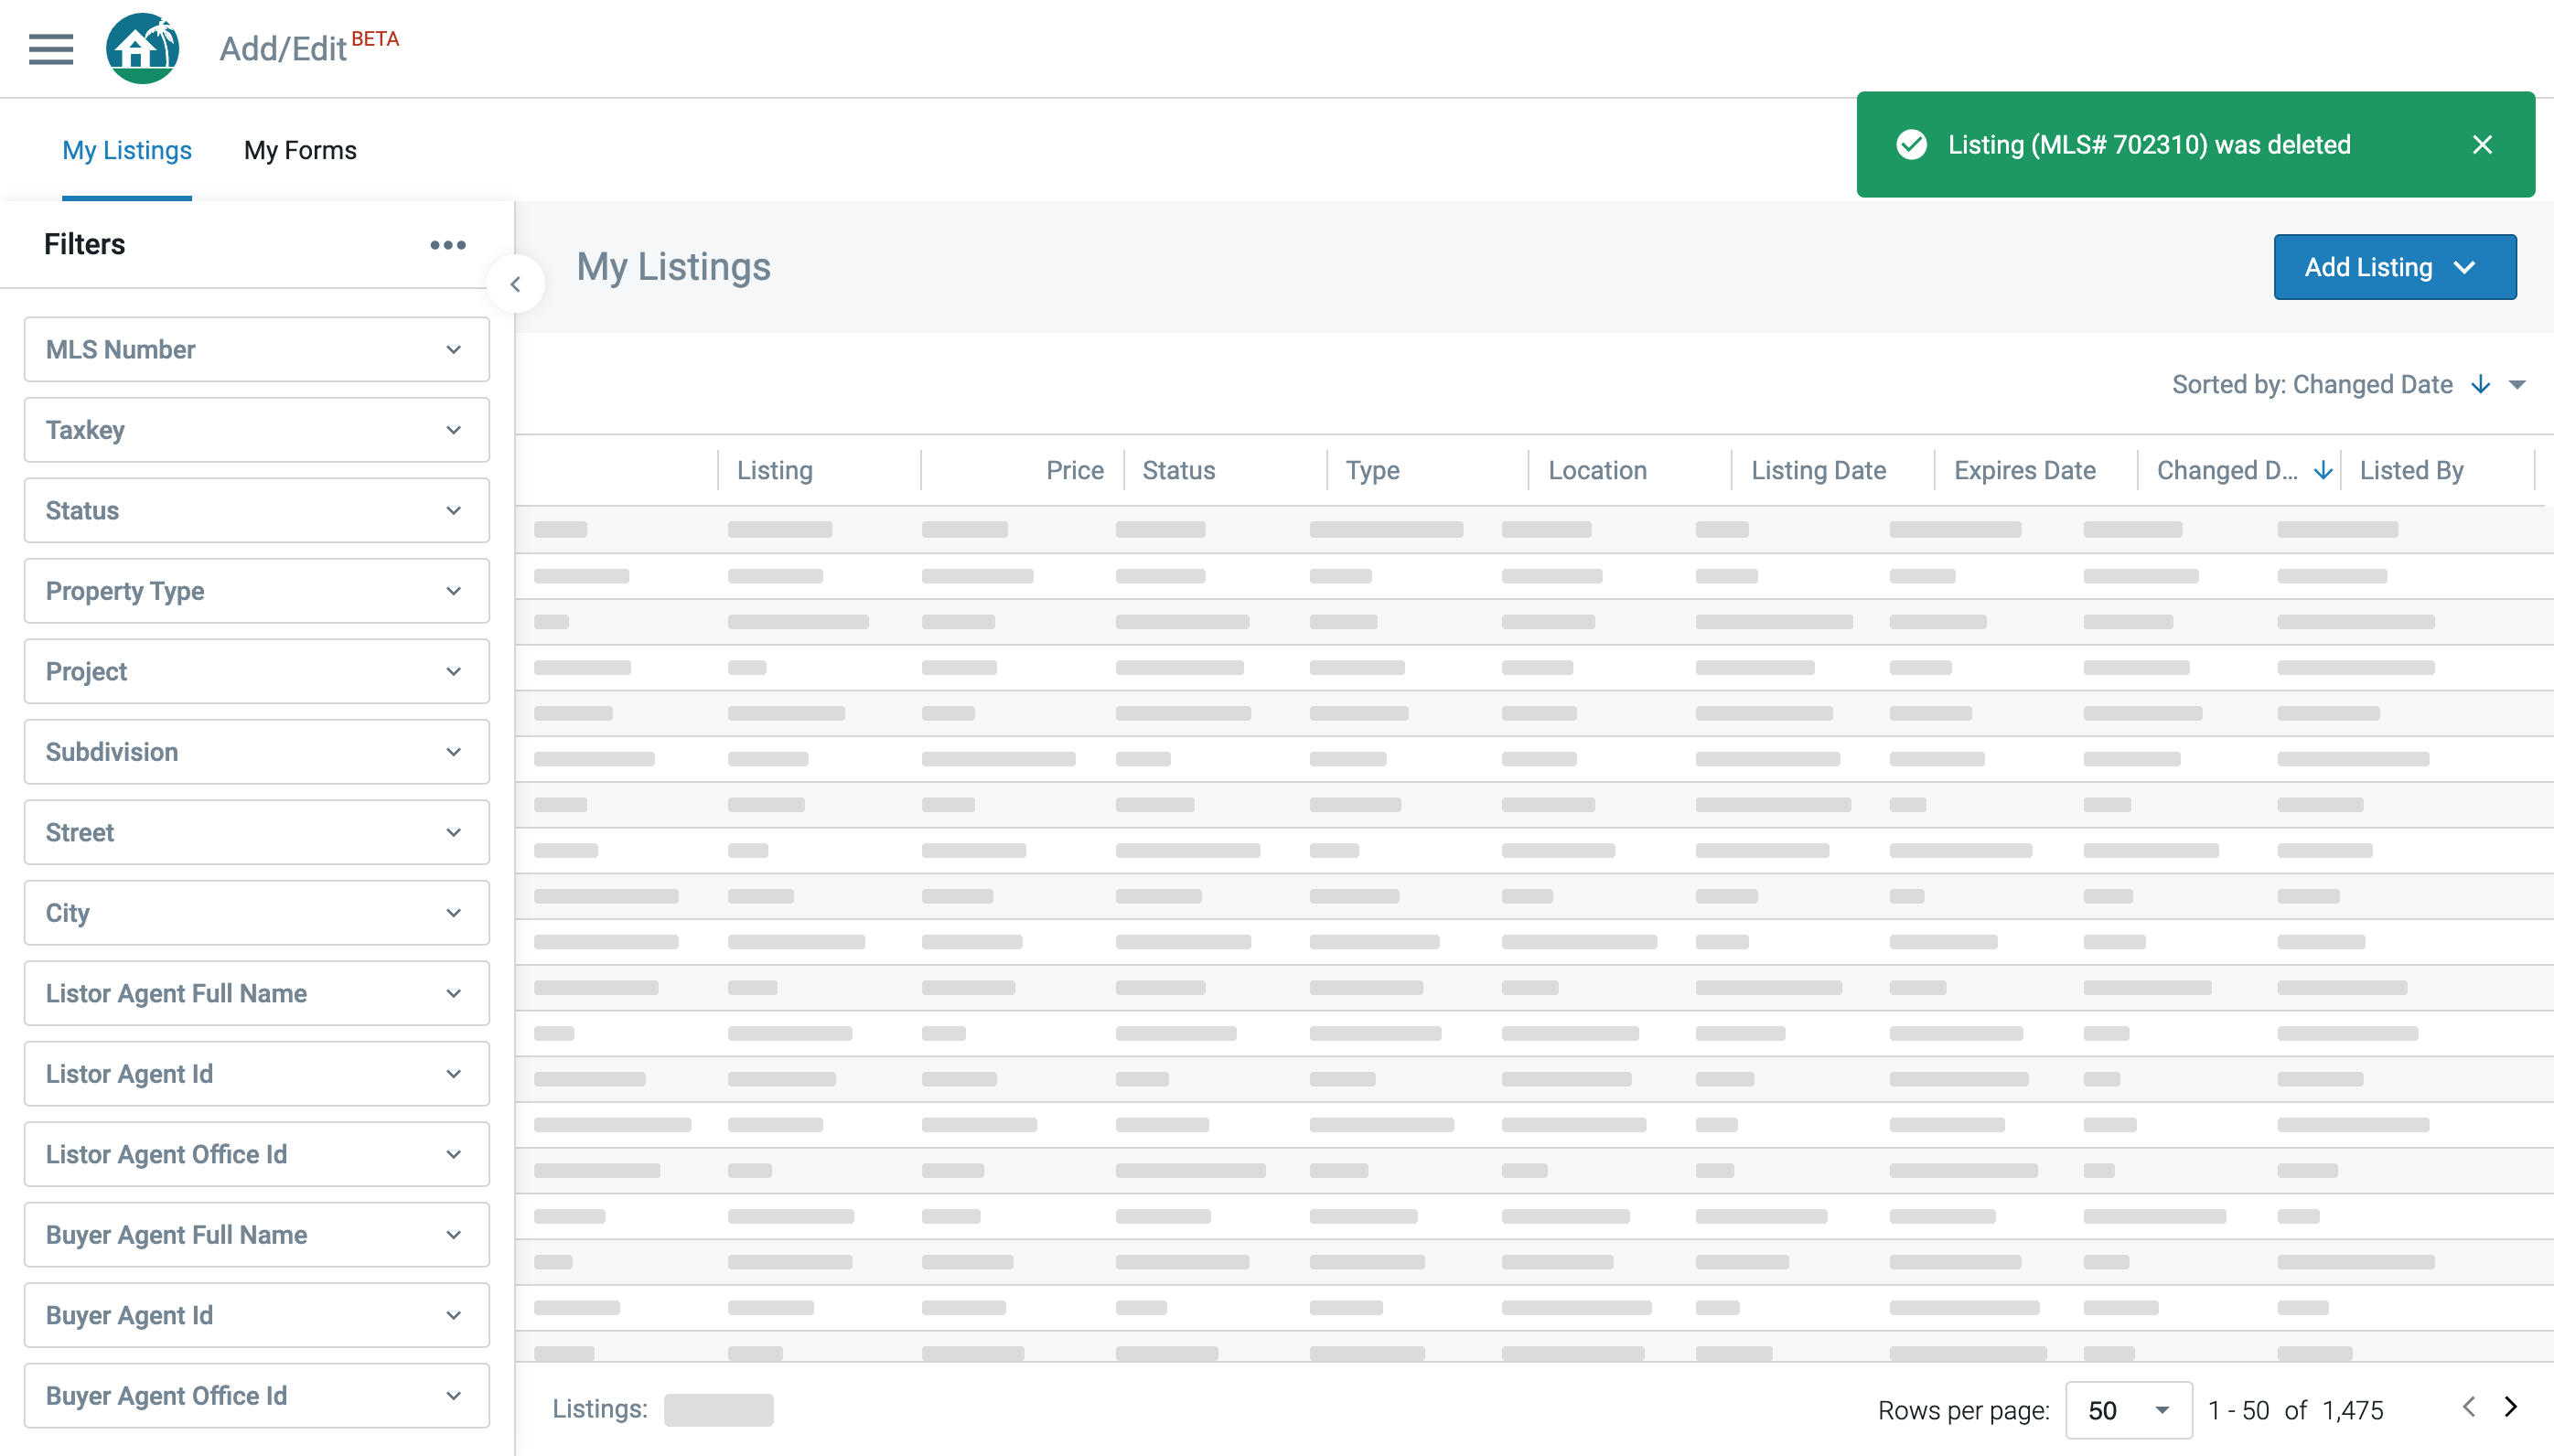 Add/Edit BETA
My Listings
My Forms
Listing (MLS# 702310) was deleted
Filters
My Listings
Add Listing
MLS Number
Taxkey
Status
Property Type
Project
Subdivision
Street
City
Listor Agent Full Name
Listor Agent Id
Listor Agent Office Id
Buyer Agent Full Name
Buyer Agent Id
Buyer Agent Office Id
Sorted by: Changed Date
Listing Price Status Type Location Listing Date Expires Date Changed D... Listed By
Listings:
Rows per page: 50 1 - 50 of 1,475